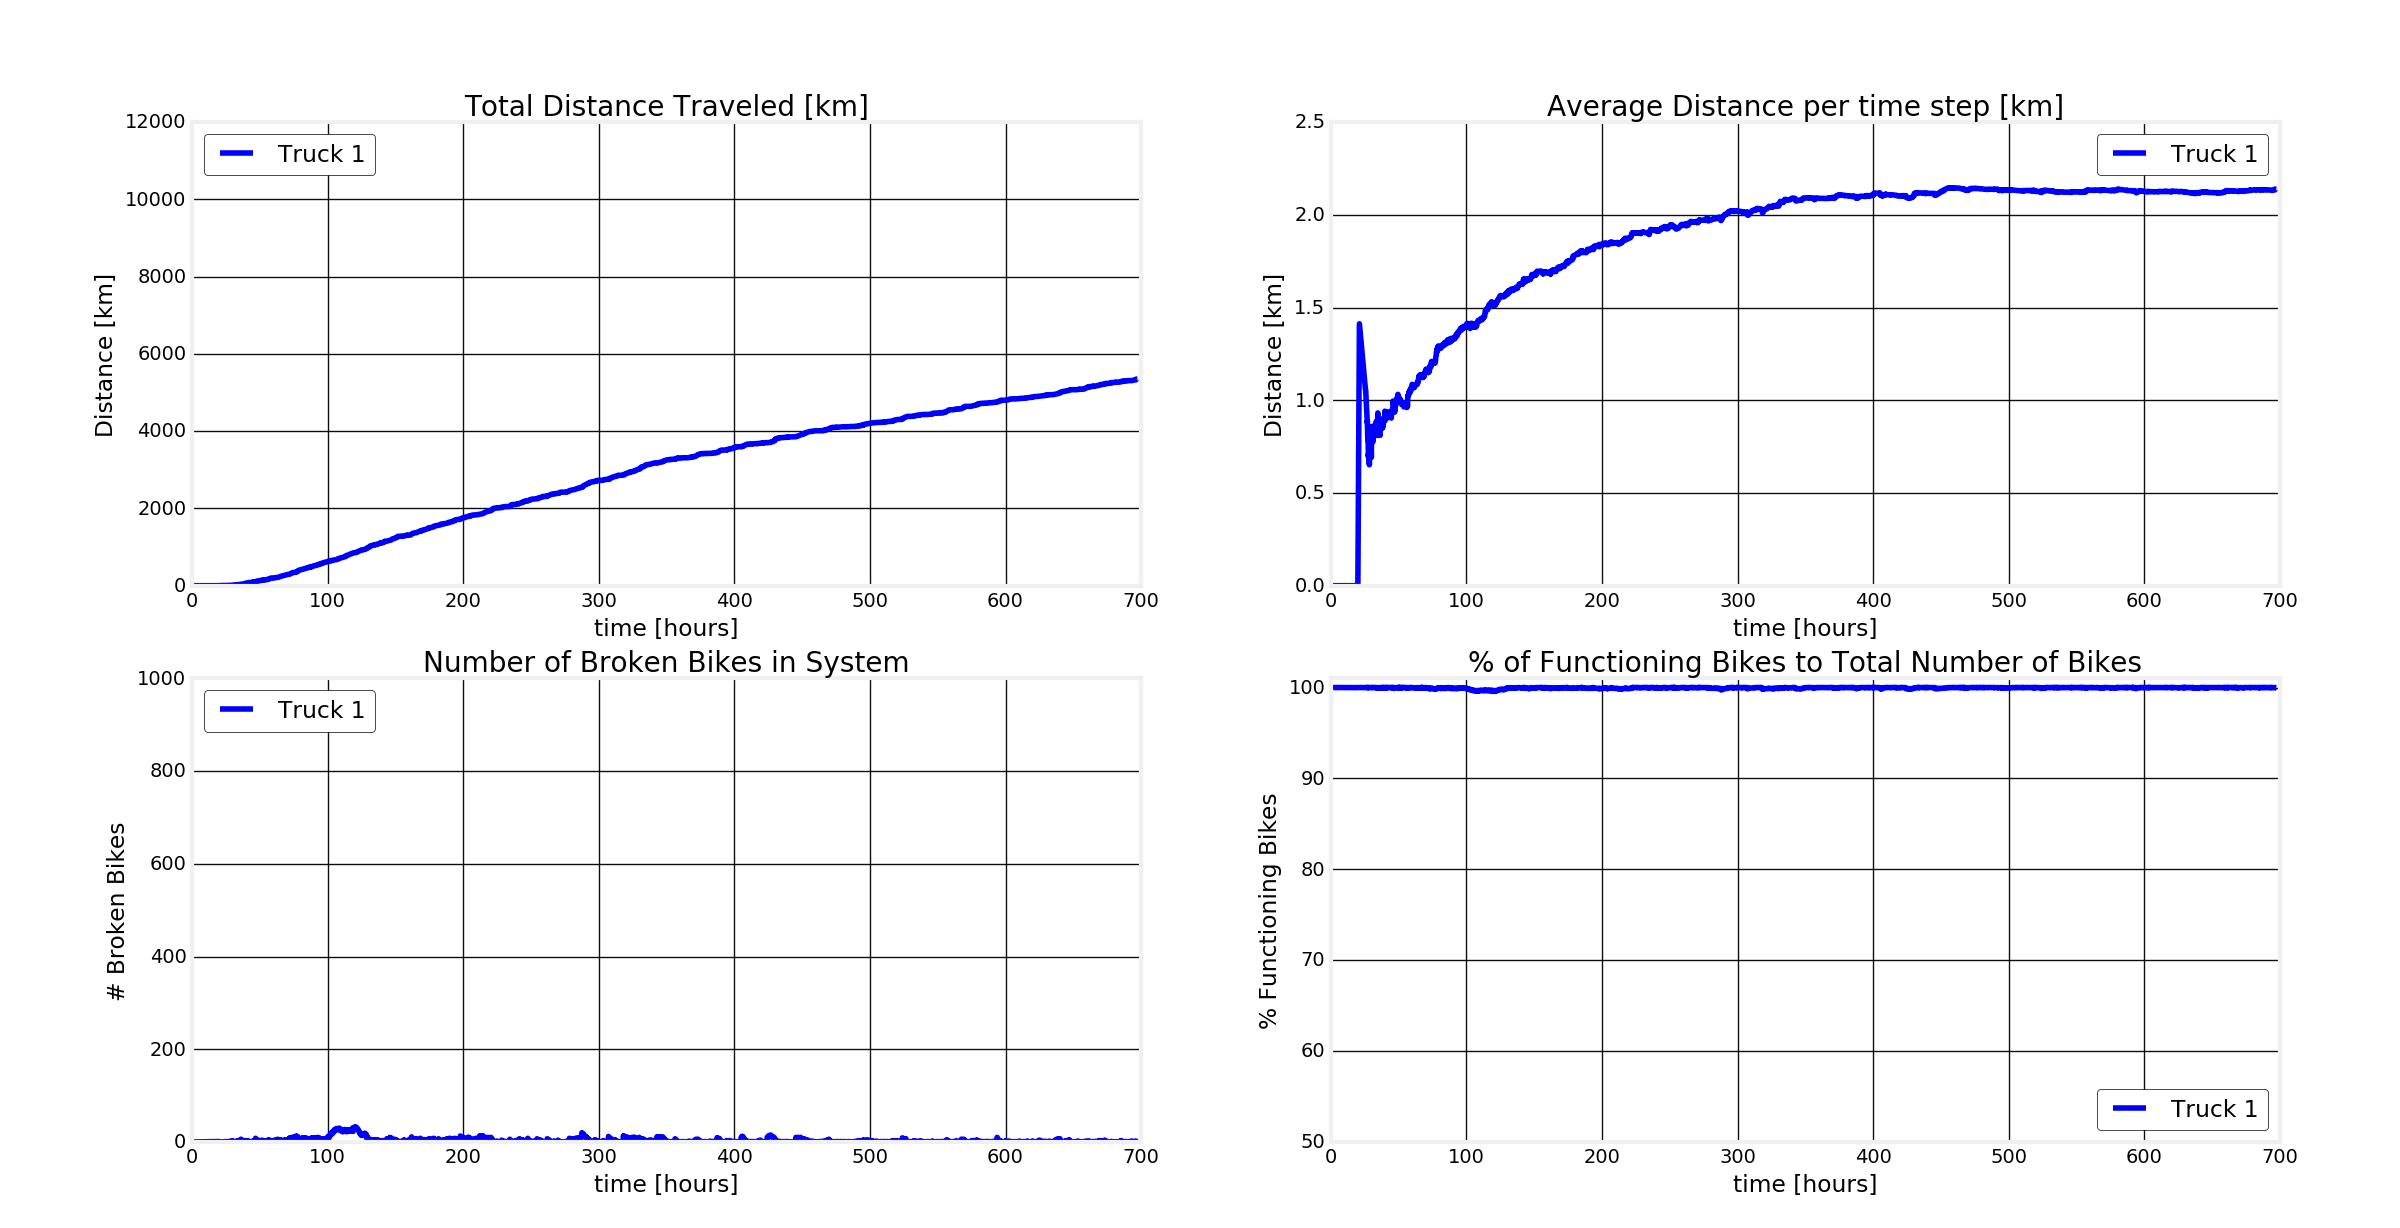 Total Distance Traveled [km]
12000
10000
8000
6000
4000
2000
0
Distance [km]
Truck 1
0 100 200 300 400 500 600 700
time [hours]
Average Distance per time step [km]
2.5
2.0
1.5
1.0
0.5
0.0
Distance [km]
Truck 1
0 100 200 300 400 500 600 700
time [hours]
Number of Broken Bikes in System
1000
800
600
400
200
0
# Broken Bikes
Truck 1
0 100 200 300 400 500 600 700
time [hours]
% of Functioning Bikes to Total Number of Bikes
100
90
80
70
60
50
% Functioning Bikes
Truck 1
0 100 200 300 400 500 600 700
time [hours]